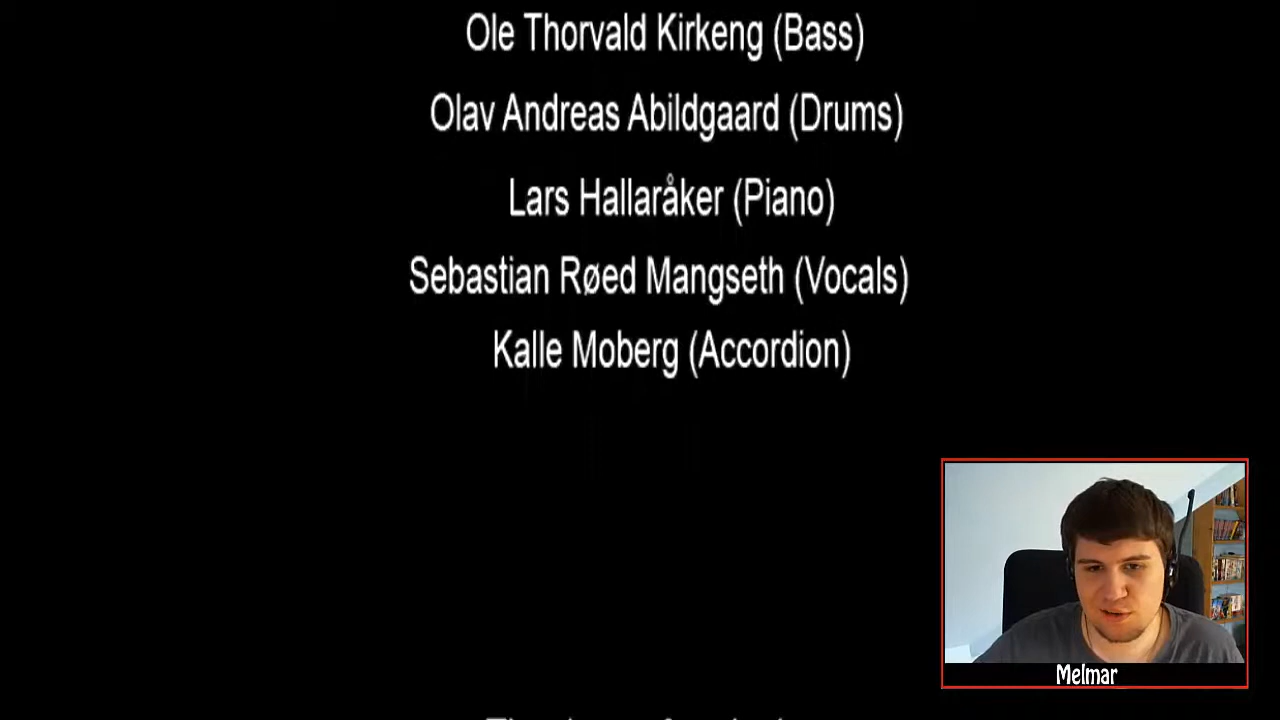 Ole Thorvald Kirkeng (Bass)
Olav Andreas Abildgaard (Drums)
Lars Hallaråker (Piano)
Sebastian Røed Mangseth (Vocals)
Kalle Moberg (Accordion)
Melmar